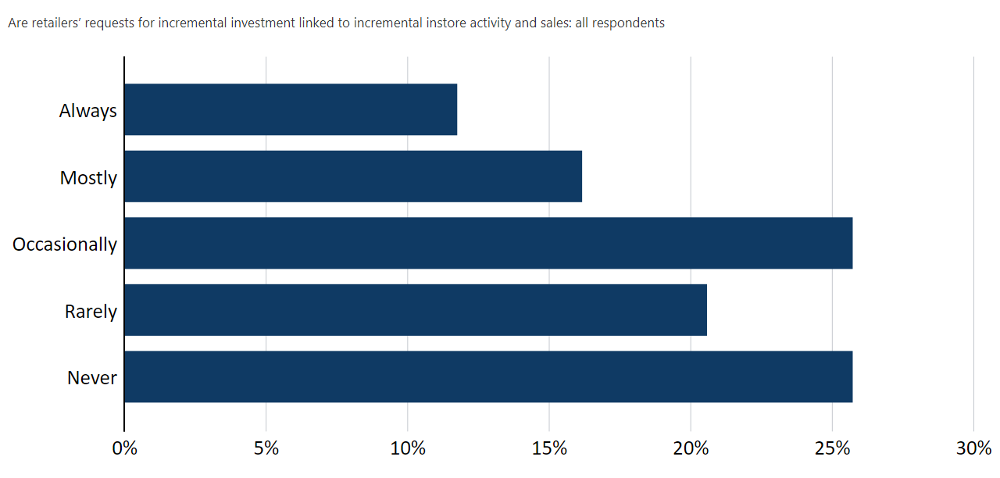 Are retailers’ requests for incremental investment linked to incremental instore activity and sales: all respondents
Always
Mostly
Occasionally
Rarely
Never
0% 5% 10% 15% 20% 25% 30%